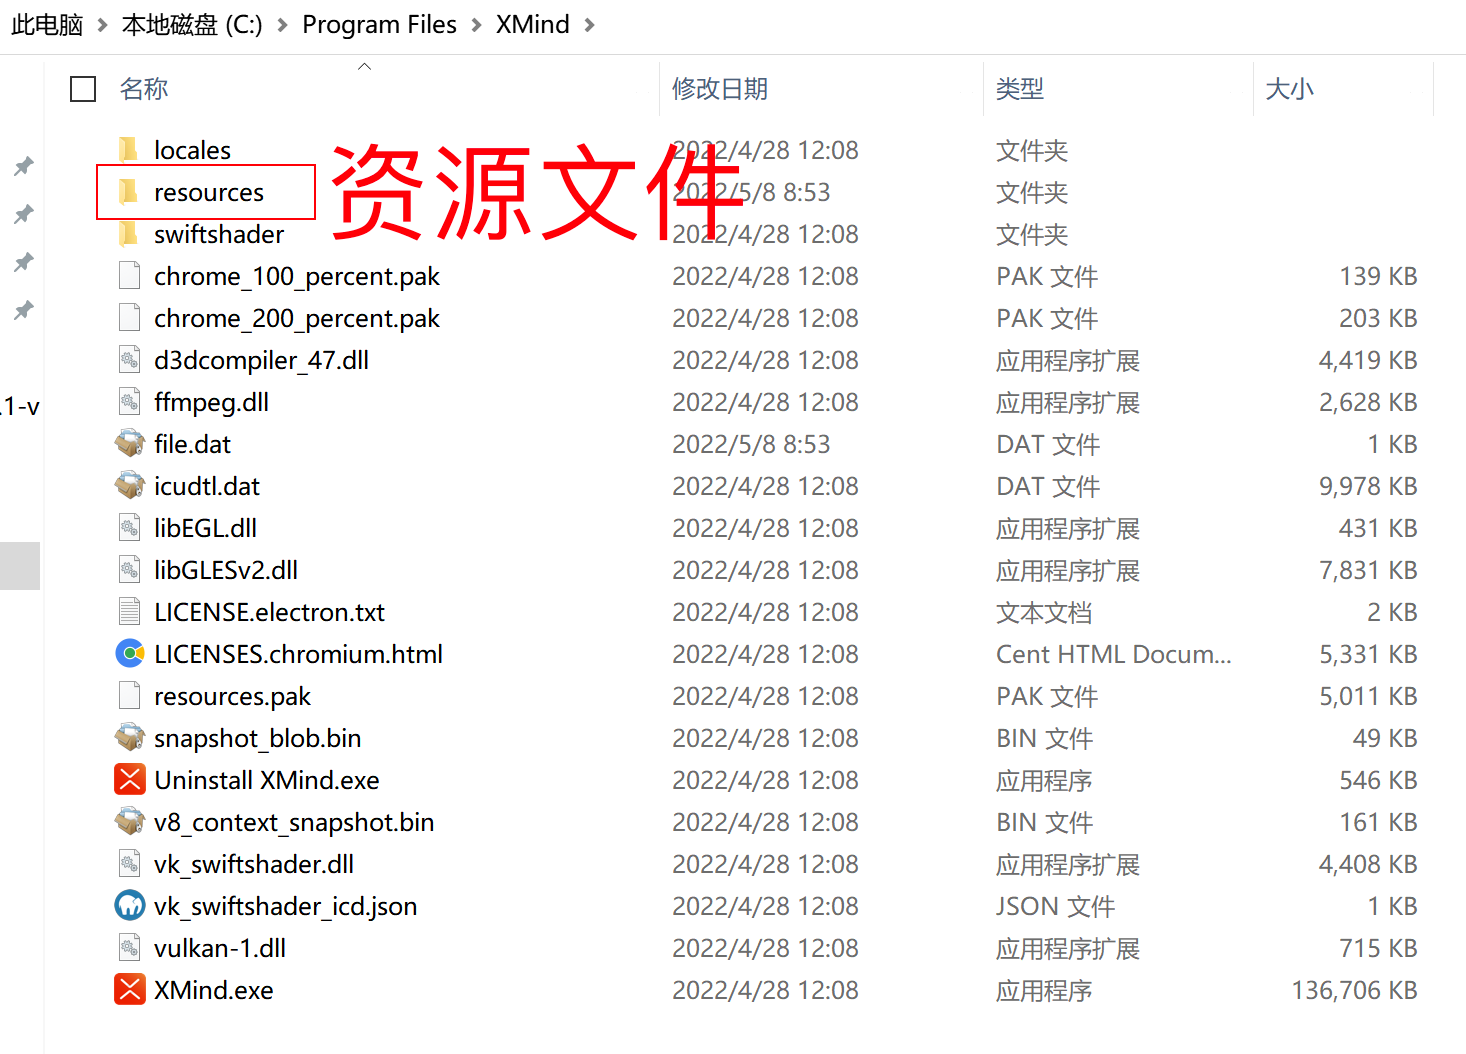 此电脑 > 本地磁盘 (C:) > Program Files > XMind >
名称 修改日期 类型 大小
locales 2022/4/28 12:08 文件夹
resources 2022/5/8 8:53 文件夹
资源文件
swiftshader 2022/4/28 12:08 文件夹
chrome_100_percent.pak 2022/4/28 12:08 PAK 文件 139 KB
chrome_200_percent.pak 2022/4/28 12:08 PAK 文件 203 KB
d3dcompiler_47.dll 2022/4/28 12:08 应用程序扩展 4,419 KB
.1-v
ffmpeg.dll 2022/4/28 12:08 应用程序扩展 2,628 KB
file.dat 2022/5/8 8:53 DAT 文件 1 KB
icudtl.dat 2022/4/28 12:08 DAT 文件 9,978 KB
libEGL.dll 2022/4/28 12:08 应用程序扩展 431 KB
libGLESv2.dll 2022/4/28 12:08 应用程序扩展 7,831 KB
LICENSE.electron.txt 2022/4/28 12:08 文本文档 2 KB
LICENSES.chromium.html 2022/4/28 12:08 Cent HTML Docum... 5,331 KB
resources.pak 2022/4/28 12:08 PAK 文件 5,011 KB
snapshot_blob.bin 2022/4/28 12:08 BIN 文件 49 KB
Uninstall XMind.exe 2022/4/28 12:08 应用程序 546 KB
v8_context_snapshot.bin 2022/4/28 12:08 BIN 文件 161 KB
vk_swiftshader.dll 2022/4/28 12:08 应用程序扩展 4,408 KB
vk_swiftshader_icd.json 2022/4/28 12:08 JSON 文件 1 KB
vulkan-1.dll 2022/4/28 12:08 应用程序扩展 715 KB
XMind.exe 2022/4/28 12:08 应用程序 136,706 KB